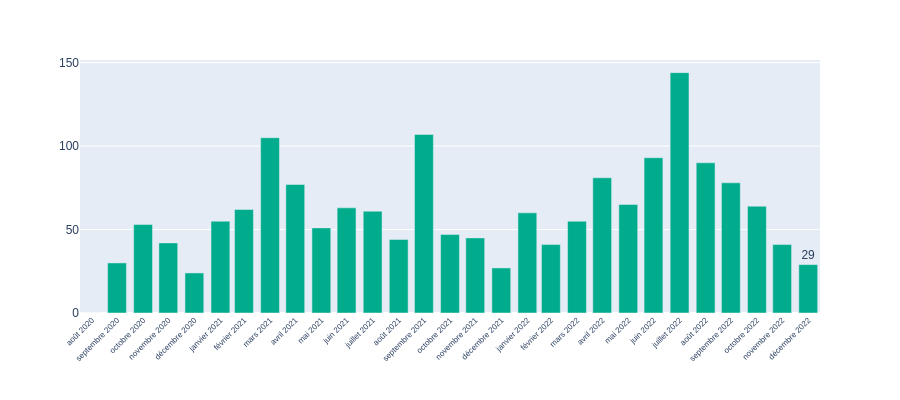 150
100
50
0
29
août 2020
septembre 2020
octobre 2020
novembre 2020
décembre 2020
janvier 2021
février 2021
mars 2021
avril 2021
mai 2021
juin 2021
juillet 2021
août 2021
septembre 2021
octobre 2021
novembre 2021
décembre 2021
janvier 2022
février 2022
mars 2022
avril 2022
mai 2022
juin 2022
juillet 2022
août 2022
septembre 2022
octobre 2022
novembre 2022
décembre 2022